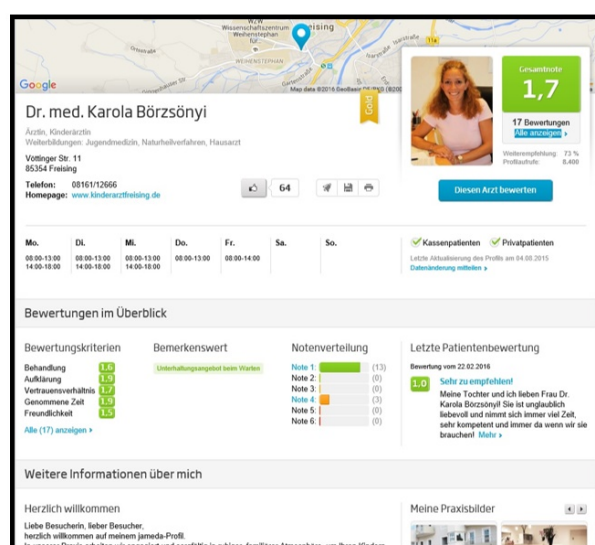 WZW
Wissenschaftszentrum
Weihenstephan
für
eising
WEIHENSTEPHAN
Isarstraße
11a
Google
Map data ©2016 GeoBasis-DE/BKG (©200
Gesamtnote
1,7
17 Bewertungen
Alle anzeigen ›
Weiterempfehlung 73 %
Profilaufrufe 8.400
Diesen Arzt bewerten
Gold
Dr. med. Karola Börzsönyi
Ärztin, Kinderärztin
Weiterbildungen: Jugendmedizin, Naturheilverfahren, Hausarzt
Vöttinger Str. 11
85354 Freising
Telefon: 08161/12666
Homepage: www.kinderarztfreising.de
64
Mo. Di. Mi. Do. Fr. Sa. So.
08:00-13:00 08:00-13:00 08:00-13:00 08:00-13:00 08:00-14:00
14:00-18:00 14:00-18:00 14:00-18:00
Kassenpatienten Privatpatienten
Letzte Aktualisierung des Profils am 04.08.2015
Datenänderung mitteilen ›
Bewertungen im Überblick
Bewertungskriterien
Behandlung 1,6
Aufklärung 1,9
Vertrauensverhältnis 1,7
Genommene Zeit 1,9
Freundlichkeit 1,5
Alle (17) anzeigen ›
Bemerkenswert
Unterhaltungsangebot beim Warten
Notenverteilung
Note 1: (13)
Note 2: (0)
Note 3: (0)
Note 4: (3)
Note 5: (0)
Note 6: (0)
Letzte Patientenbewertung
Bewertung vom 22.02.2016
1.0 Sehr zu empfehlen!
Meine Tochter und ich lieben Frau Dr.
Karola Börzsönyi! Sie ist unglaublich
liebevoll und nimmt sich immer viel Zeit,
sehr kompetent und immer da wenn wir sie
brauchen! Mehr ›
Weitere Informationen über mich
Herzlich willkommen
Liebe Besucherin, lieber Besucher,
herzlich willkommen auf meinem jameda-Profil.
Meine Praxisbilder